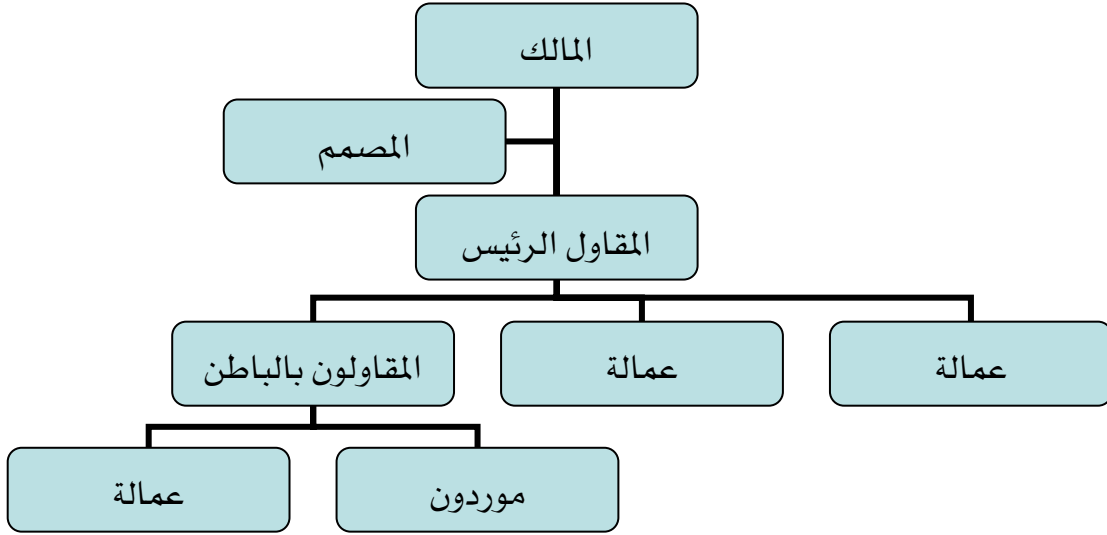 المالك
المصمم
المقاول الرئيس
عمالة
عمالة
المقاولون بالباطن
موردون
عمالة